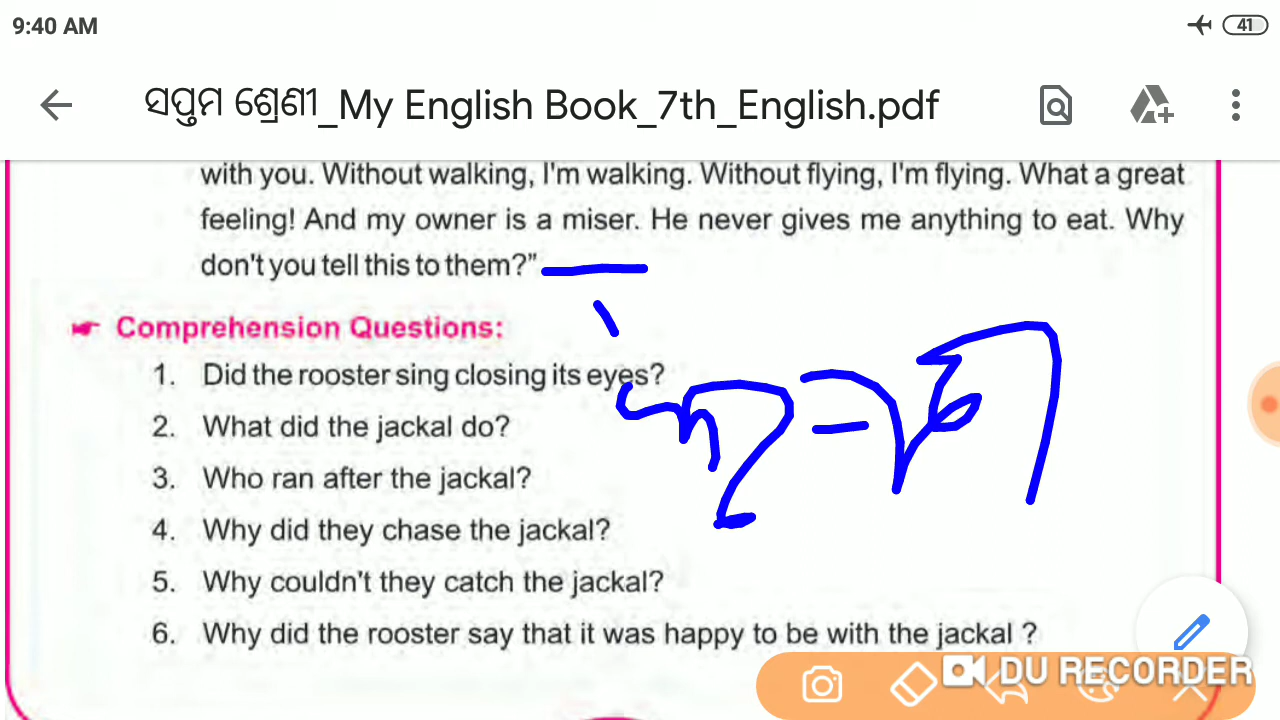 9:40 AM
41
ସପ୍ତମ ଶ୍ରେଣୀ_My English Book_7th_English.pdf
with you. Without walking, I'm walking. Without flying, I'm flying. What a great
feeling! And my owner is a miser. He never gives me anything to eat. Why
don't you tell this to them?"
Comprehension Questions:
1. Did the rooster sing closing its eyes?
2. What did the jackal do?
3. Who ran after the jackal?
4. Why did they chase the jackal?
5. Why couldn't they catch the jackal?
6. Why did the rooster say that it was happy to be with the jackal ?
DU RECORDER